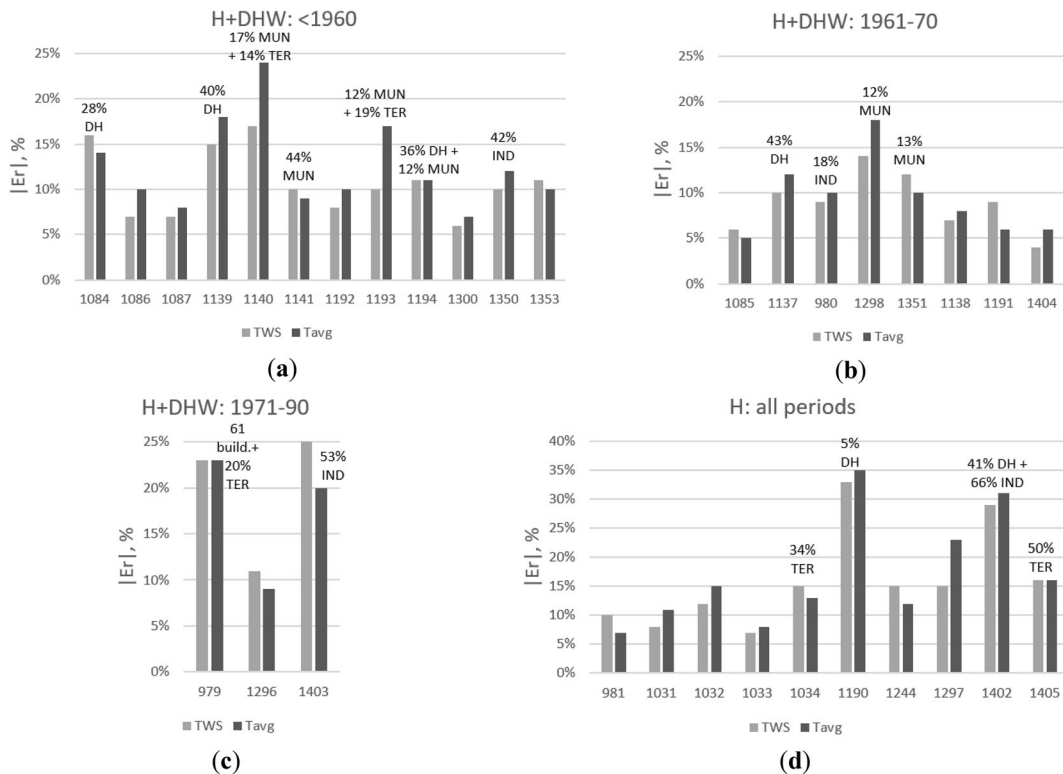 H+DHW: <1960
17% MUN
+ 14% TER
25%
20%
15%
10%
5%
0%
|Er|, %
28%
DH
40%
DH
44%
MUN
12% MUN
+ 19% TER
36% DH +
12% MUN
42%
IND
1084 1086 1087 1139 1140 1141 1192 1193 1194 1300 1350 1353
TWS Tavg
(a)
H+DHW: 1961-70
25%
20%
15%
10%
5%
0%
|Er|, %
43%
DH
18%
IND
12%
MUN
13%
MUN
1085 1137 980 1298 1351 1138 1191 1404
TWS Tavg
(b)
H+DHW: 1971-90
25%
20%
15%
10%
5%
0%
|Er|, %
61
build.+
20%
TER
53%
IND
979 1296 1403
TWS Tavg
(c)
H: all periods
40%
35%
30%
25%
20%
15%
10%
5%
0%
|Er|, %
34%
TER
5%
DH
41% DH +
66% IND
50%
TER
981 1031 1032 1033 1034 1190 1244 1297 1402 1405
TWS Tavg
(d)